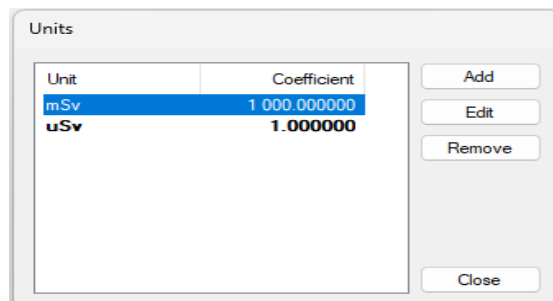 Units
Unit Coefficient
mSv 1 000.000000
uSv 1.000000
Add
Edit
Remove
Close